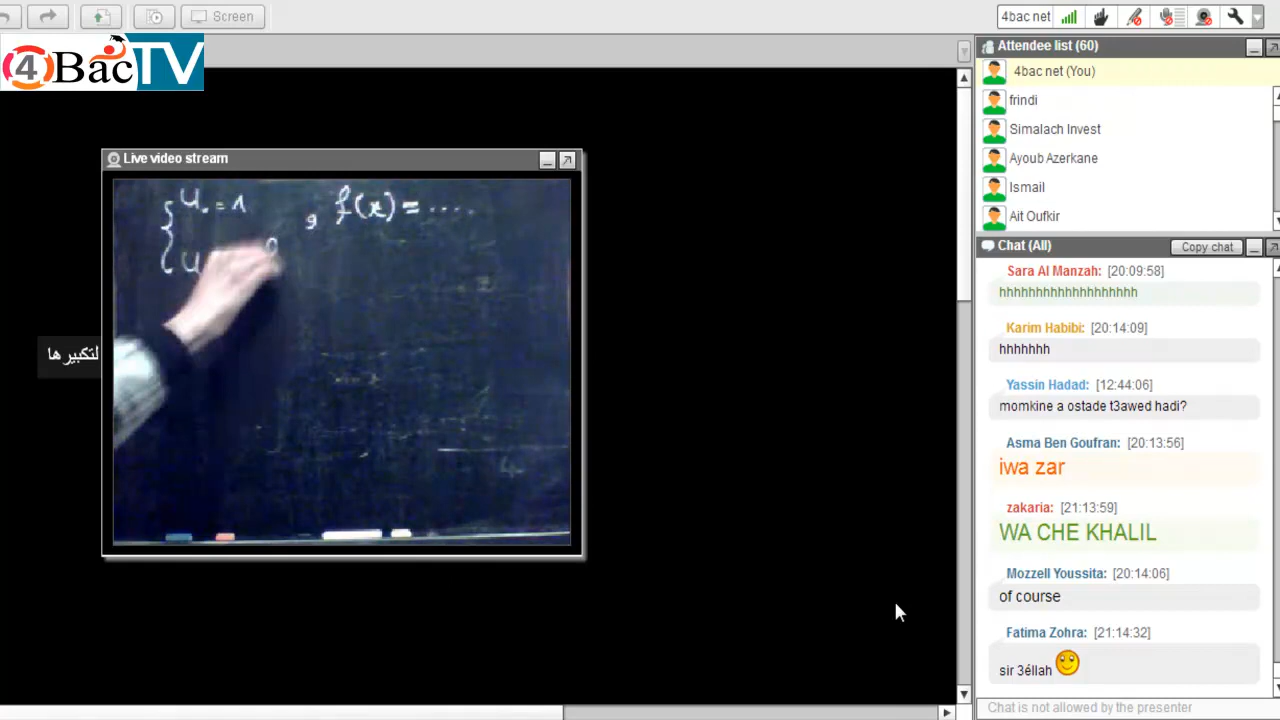 Screen
4bac net
4BacTV
Attendee list (60)
4bac net (You)
frindi
Simalach Invest
Ayoub Azerkane
Ismail
Ait Oufkir
Live video stream
U₀ = 1 , f(x) = ....
U
لتكبيرها
Chat (All)
Copy chat
Sara Al Manzah: [20:09:58]
hhhhhhhhhhhhhhhhhhh
Karim Habibi: [20:14:09]
hhhhhhh
Yassin Hadad: [12:44:06]
momkine a ostade t3awed hadi?
Asma Ben Goufran: [20:13:56]
iwa zar
zakaria: [21:13:59]
WA CHE KHALIL
Mozzell Youssita: [20:14:06]
of course
Fatima Zohra: [21:14:32]
sir 3éllah
Chat is not allowed by the presenter